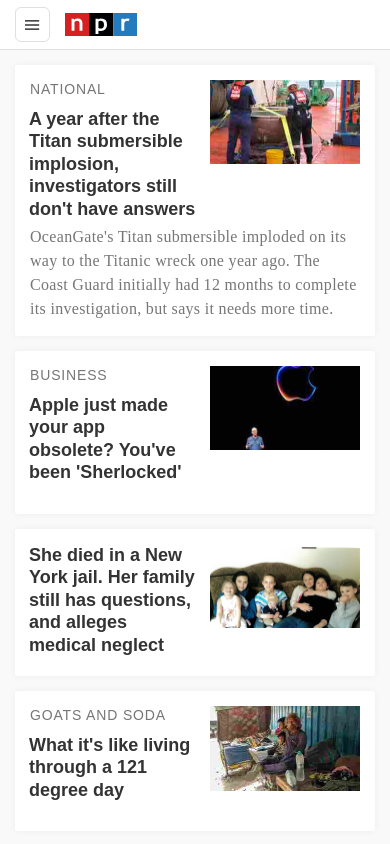 npr
NATIONAL
A year after the
Titan submersible
implosion,
investigators still
don't have answers
OceanGate's Titan submersible imploded on its
way to the Titanic wreck one year ago. The
Coast Guard initially had 12 months to complete
its investigation, but says it needs more time.
BUSINESS
Apple just made
your app
obsolete? You've
been 'Sherlocked'
She died in a New
York jail. Her family
still has questions,
and alleges
medical neglect
GOATS AND SODA
What it's like living
through a 121
degree day